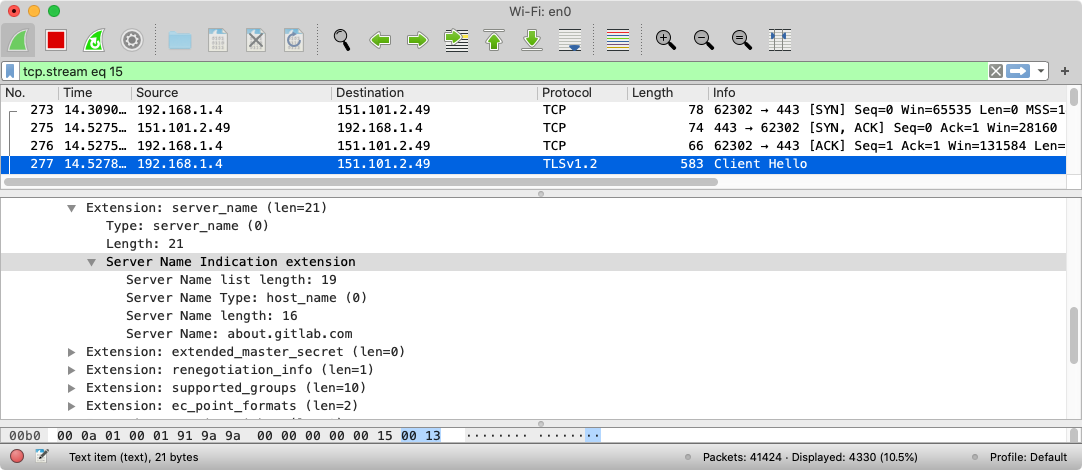 Wi-Fi: en0
tcp.stream eq 15
No. Time Source Destination Protocol Length Info
273 14.3090… 192.168.1.4 151.101.2.49 TCP 78 62302 → 443 [SYN] Seq=0 Win=65535 Len=0 MSS=1
275 14.5275… 151.101.2.49 192.168.1.4 TCP 74 443 → 62302 [SYN, ACK] Seq=0 Ack=1 Win=28160
276 14.5275… 192.168.1.4 151.101.2.49 TCP 66 62302 → 443 [ACK] Seq=1 Ack=1 Win=131584 Len=
277 14.5278… 192.168.1.4 151.101.2.49 TLSv1.2 583 Client Hello
Extension: server_name (len=21)
Type: server_name (0)
Length: 21
Server Name Indication extension
Server Name list length: 19
Server Name Type: host_name (0)
Server Name length: 16
Server Name: about.gitlab.com
Extension: extended_master_secret (len=0)
Extension: renegotiation_info (len=1)
Extension: supported_groups (len=10)
Extension: ec_point_formats (len=2)
00b0 00 0a 01 00 01 91 9a 9a 00 00 00 00 00 15 00 13 ········ ········
Text item (text), 21 bytes Packets: 41424 · Displayed: 4330 (10.5%) Profile: Default